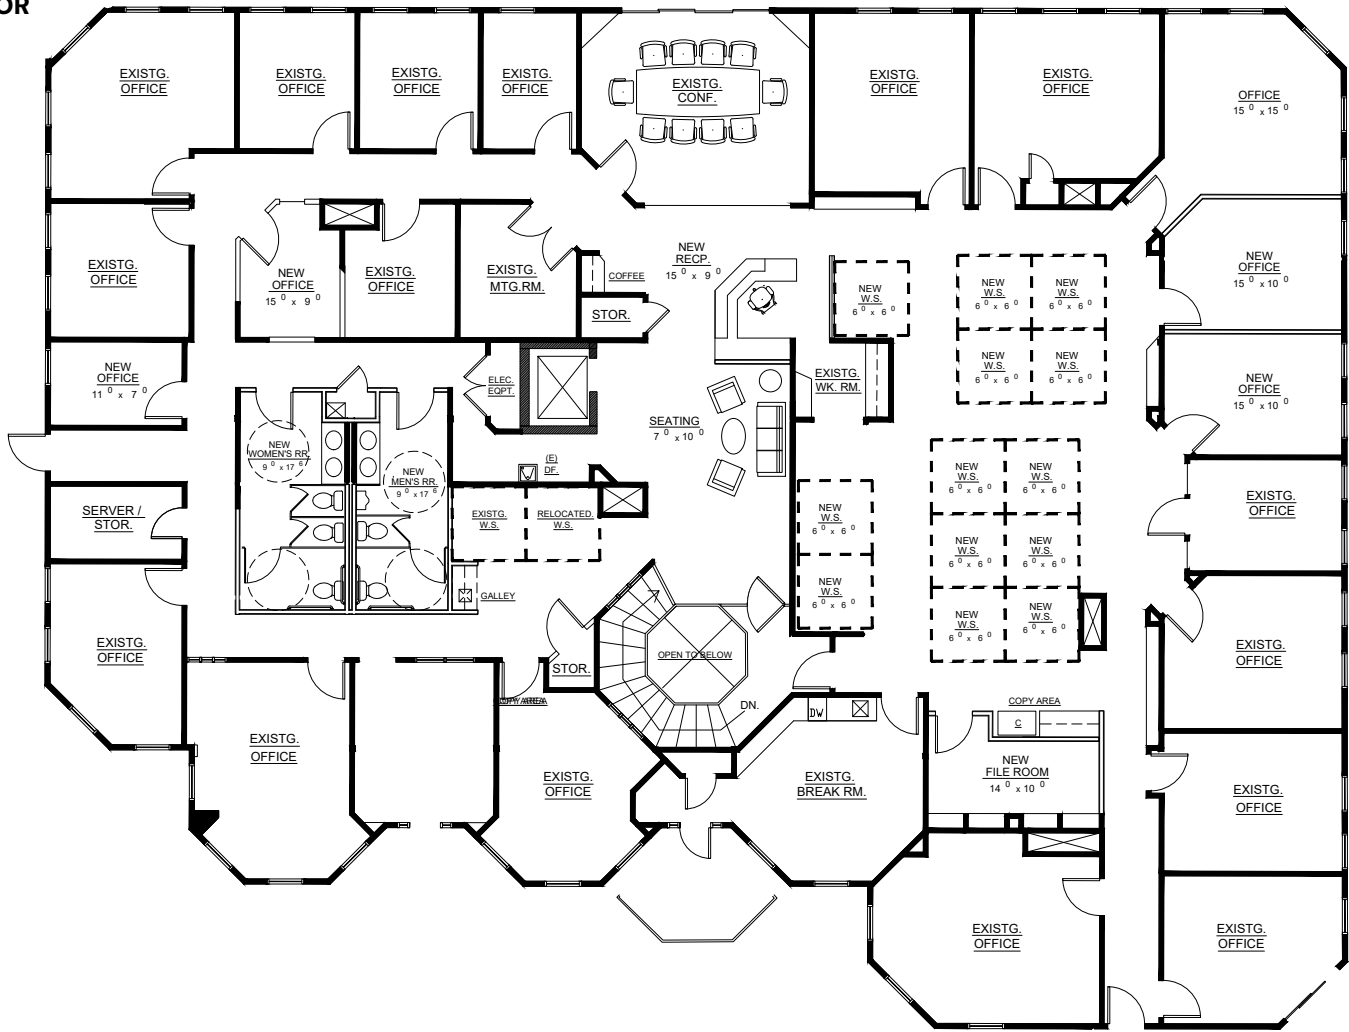 OR
EXISTG.
OFFICE
EXISTG.
OFFICE
EXISTG.
OFFICE
EXISTG.
OFFICE
EXISTG.
CONF.
EXISTG.
OFFICE
EXISTG.
OFFICE
OFFICE
15 0 x 15 0
EXISTG.
OFFICE
NEW
OFFICE
15 0 x 9 0
EXISTG.
OFFICE
EXISTG.
MTG.RM.
COFFEE
STOR.
NEW
RECP.
15 0 x 9 0
NEW
W.S.
6 0 x 6 0
NEW
W.S.
6 0 x 6 0
NEW
W.S.
6 0 x 6 0
NEW
OFFICE
15 0 x 10 0
NEW
OFFICE
11 0 x 7 0
ELEC.
EQPT.
EXISTG.
WK. RM.
NEW
W.S.
6 0 x 6 0
NEW
W.S.
6 0 x 6 0
NEW
OFFICE
15 0 x 10 0
SEATING
7 0 x 10 0
NEW
WOMEN'S RR.
9 0 x 17 6
NEW
MEN'S RR.
9 0 x 17 6
(E)
DF.
NEW
W.S.
6 0 x 6 0
NEW
W.S.
6 0 x 6 0
EXISTG.
OFFICE
SERVER /
STOR.
EXISTG.
W.S.
RELOCATED.
W.S.
NEW
W.S.
6 0 x 6 0
NEW
W.S.
6 0 x 6 0
NEW
W.S.
6 0 x 6 0
GALLEY
NEW
W.S.
6 0 x 6 0
NEW
W.S.
6 0 x 6 0
NEW
W.S.
6 0 x 6 0
EXISTG.
OFFICE
EXISTG.
OFFICE
STOR.
OPEN TO BELOW
COPY AREA
DN.
DW
COPY AREA
C
EXISTG.
OFFICE
EXISTG.
OFFICE
EXISTG.
BREAK RM.
NEW
FILE ROOM
14 0 x 10 0
EXISTG.
OFFICE
EXISTG.
OFFICE
EXISTG.
OFFICE